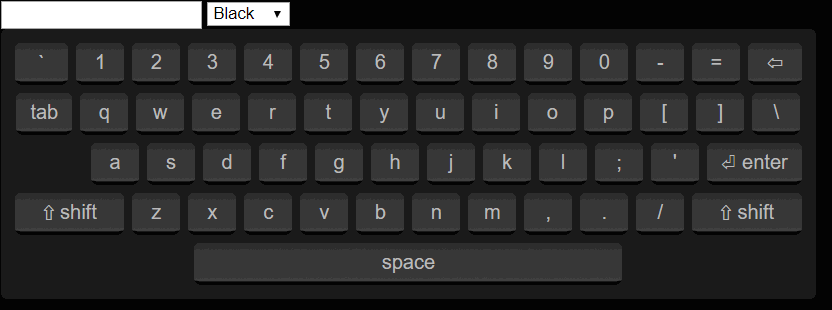 Black ▼
` 1 2 3 4 5 6 7 8 9 0 - = ⇦
tab q w e r t y u i o p [ ] \
a s d f g h j k l ; ' ⏎ enter
⇧ shift z x c v b n m , . / ⇧ shift
space